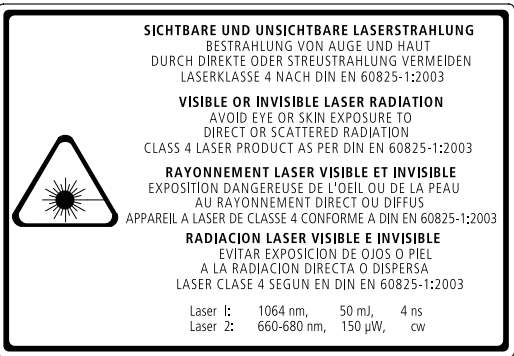 SICHTBARE UND UNSICHTBARE LASERSTRAHLUNG
BESTRAHLUNG VON AUGE UND HAUT
DURCH DIREKTE ODER STREUSTRAHLUNG VERMEIDEN
LASERKLASSE 4 NACH DIN EN 60825-1:2003
VISIBLE OR INVISIBLE LASER RADIATION
AVOID EYE OR SKIN EXPOSURE TO
DIRECT OR SCATTERED RADIATION
CLASS 4 LASER PRODUCT AS PER DIN EN 60825-1:2003
RAYONNEMENT LASER VISIBLE ET INVISIBLE
EXPOSITION DANGEREUSE DE L'OEIL OU DE LA PEAU
AU RAYONNEMENT DIRECT OU DIFFUS
APPAREIL A LASER DE CLASSE 4 CONFORME A DIN EN 60825-1:2003
RADIACION LASER VISIBLE E INVISIBLE
EVITAR EXPOSICION DE OJOS O PIEL
A LA RADIACION DIRECTA O DISPERSA
LASER CLASE 4 SEGUN EN DIN EN 60825-1:2003
Laser 1: 1064 nm, 50 mJ, 4 ns
Laser 2: 660-680 nm, 150 µW, cw